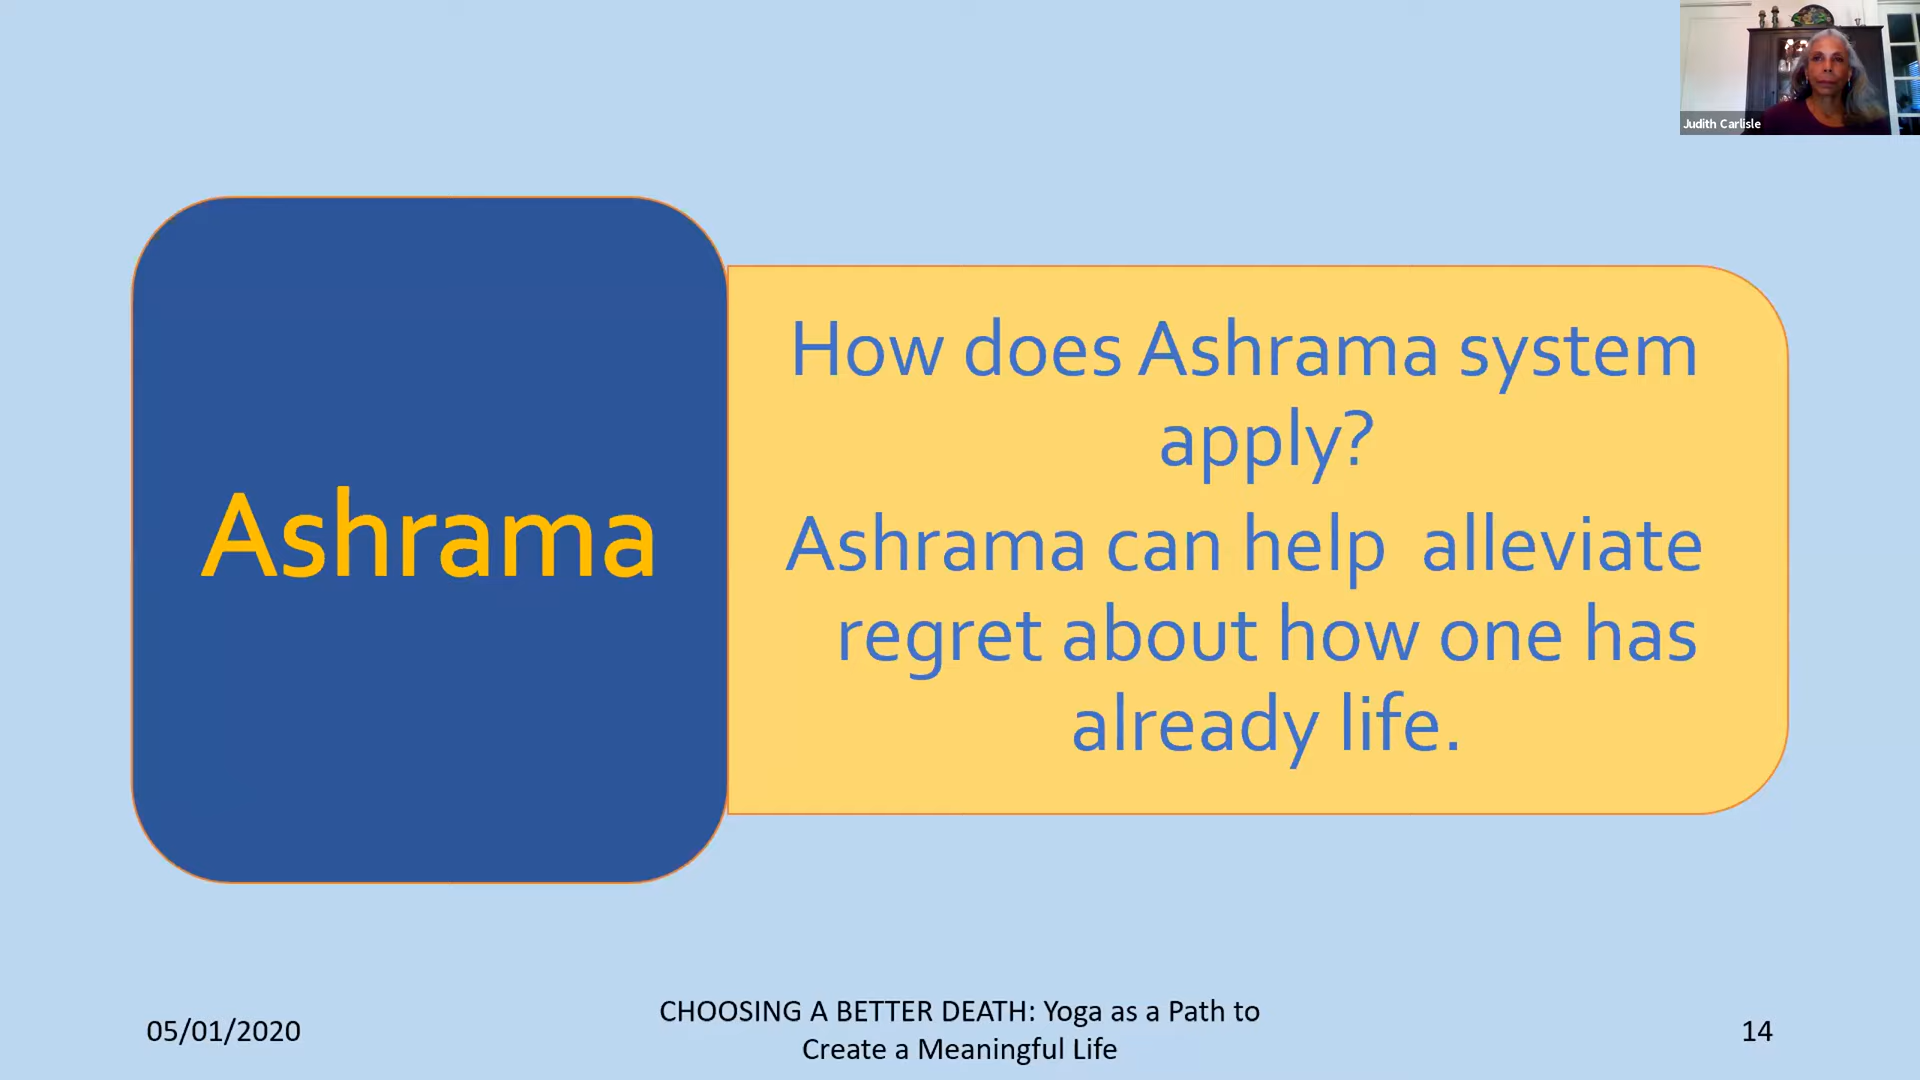 Judith Carlisle
Ashrama
How does Ashrama system
apply?
Ashrama can help  alleviate
regret about how one has
already life.
05/01/2020
CHOOSING A BETTER DEATH: Yoga as a Path to
Create a Meaningful Life
14